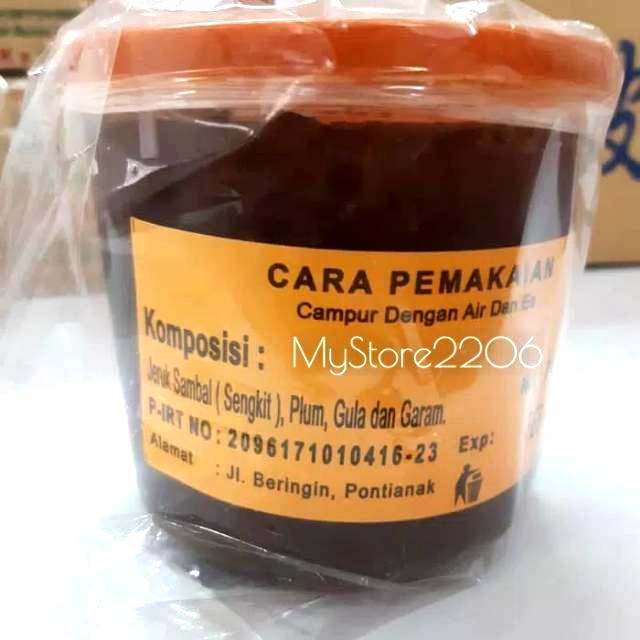 CARA PEMAKAIAN
Campur Dengan Air Dan Es
Komposisi :
MyStore2206
Jeruk Sambal ( Sengkit ), Plum, Gula dan Garam.
P-IRT NO : 2096171010416-23 Exp:
Alamat : Jl. Beringin, Pontianak